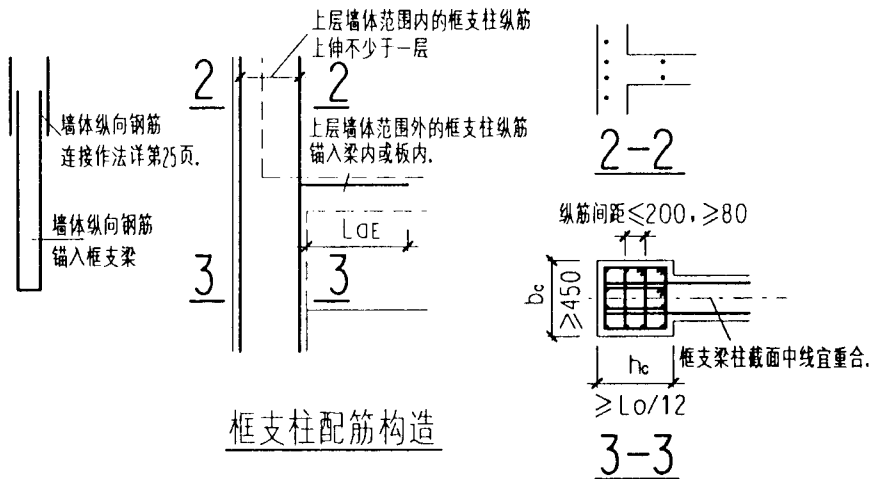 上层墙体范围内的框支柱纵筋
上伸不少于一层
2
2
墙体纵向钢筋
连接作法详第25页.
上层墙体范围外的框支柱纵筋
锚入梁内或板内.
2-2
纵筋间距≤200,≥80
墙体纵向钢筋
锚入框支梁
LaE
3
3
bc
≥450
框支梁柱截面中线宜重合.
hc
≥Lo/12
框支柱配筋构造
3-3